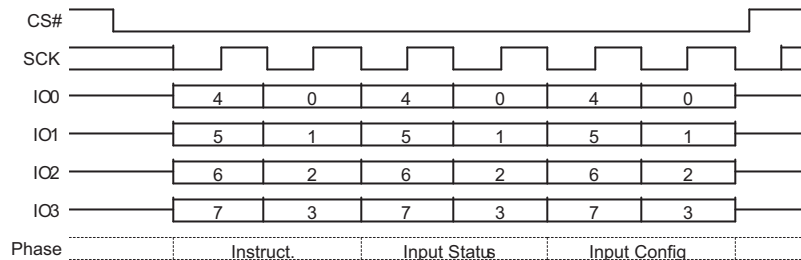 CS#
SCK
IO0 4 0 4 0 4 0
IO1 5 1 5 1 5 1
IO2 6 2 6 2 6 2
IO3 7 3 7 3 7 3
Phase Instruct. Input Status Input Config